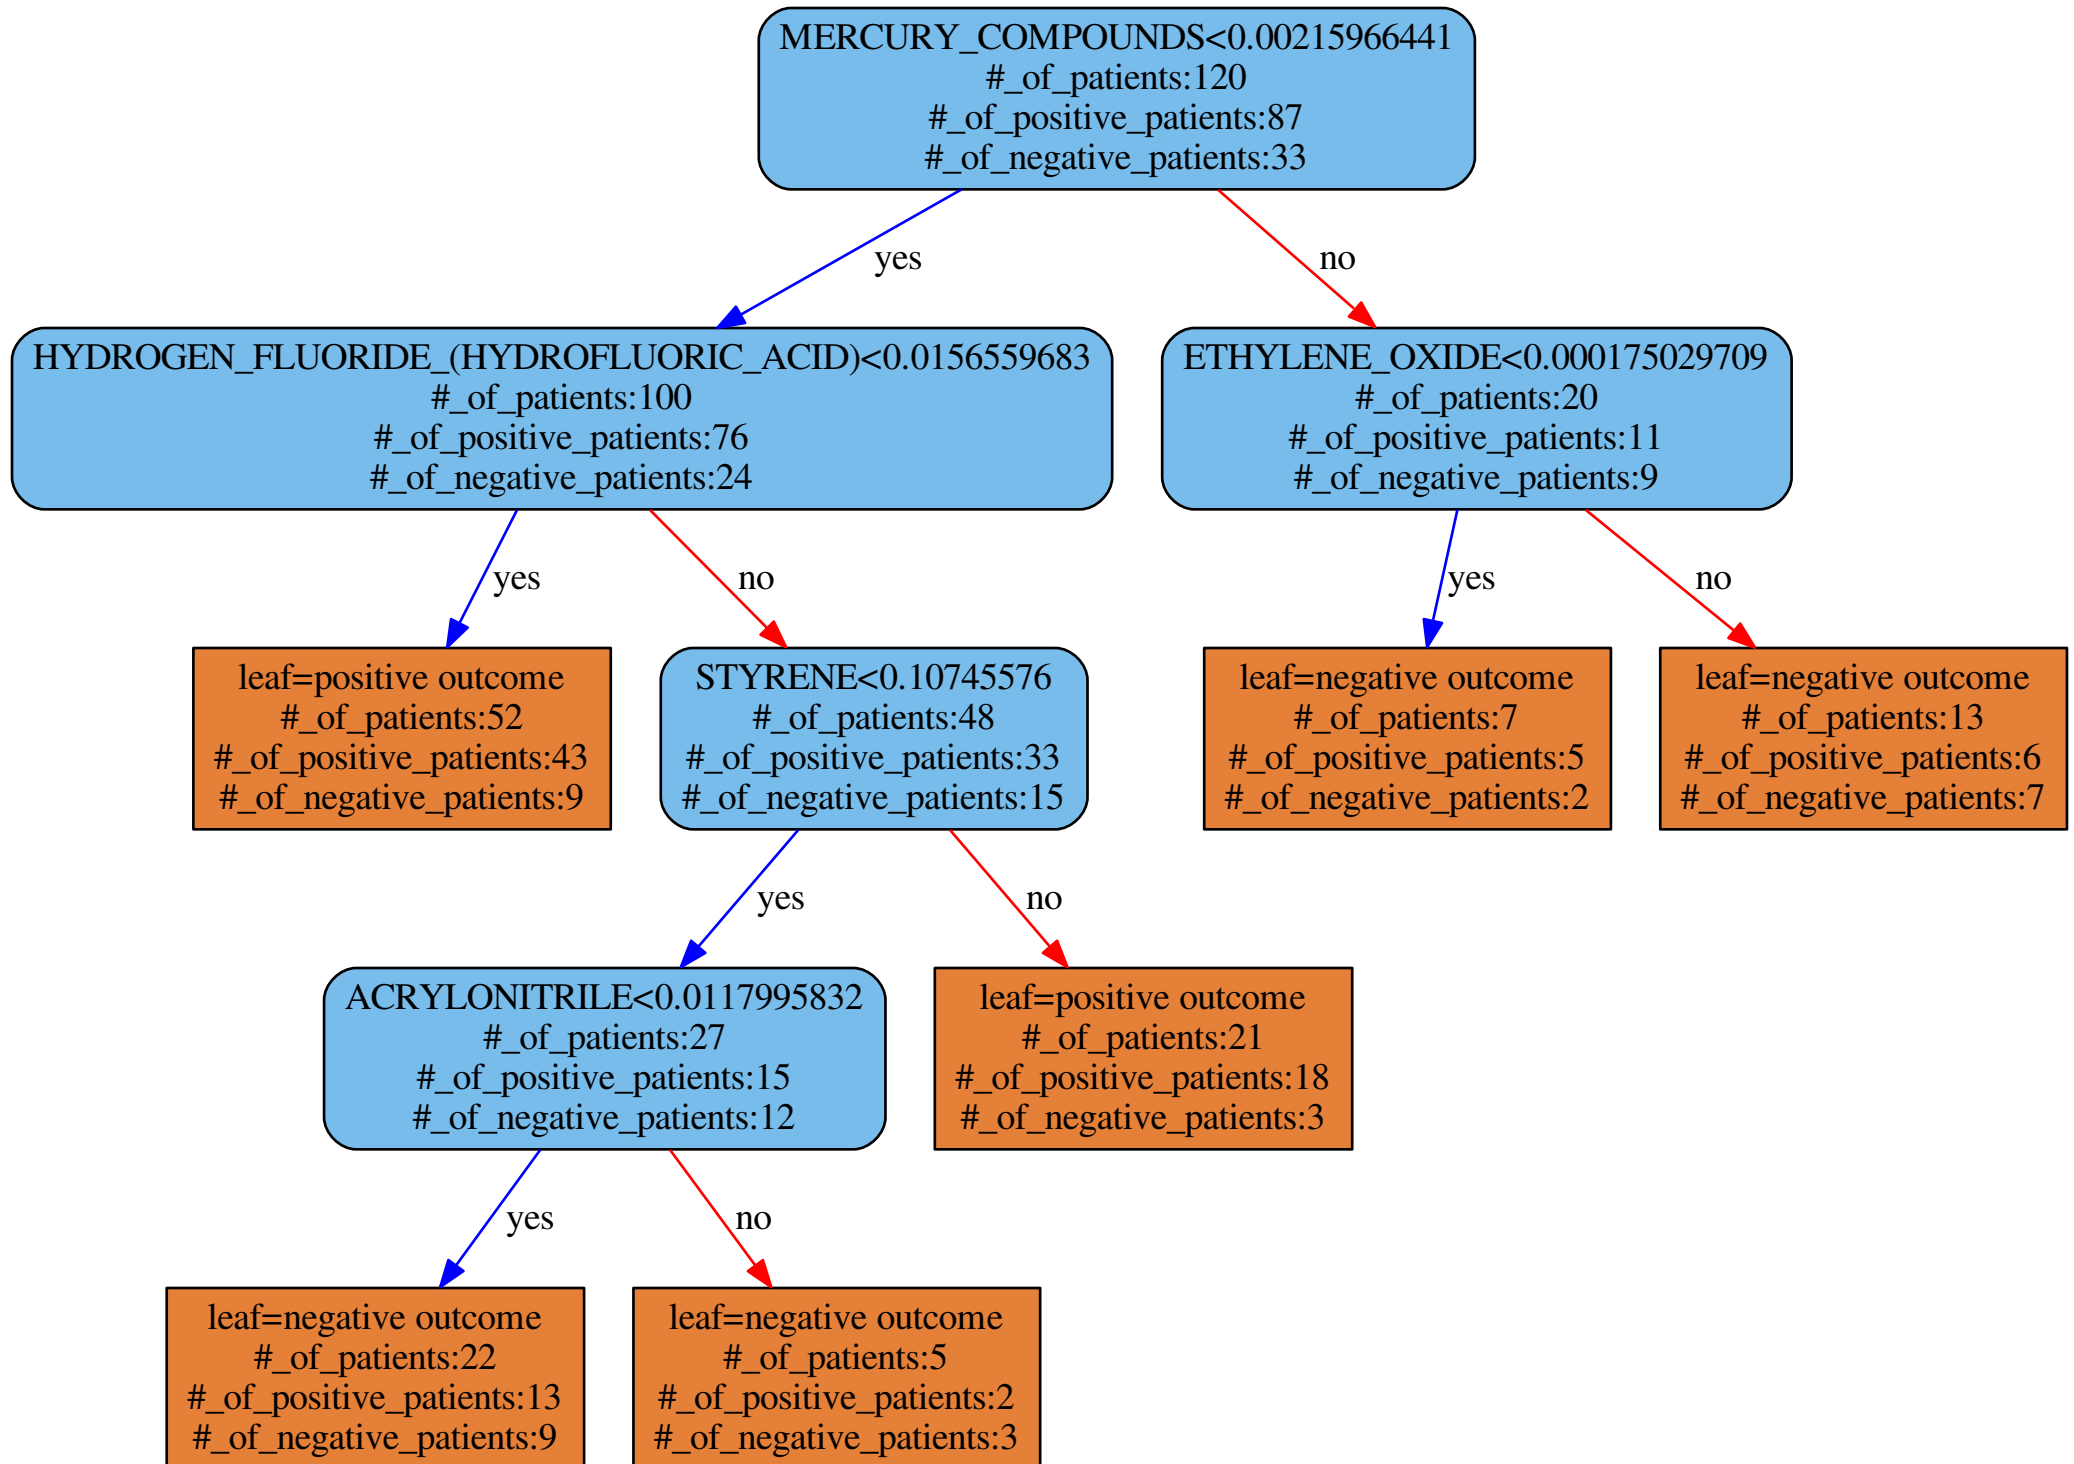 MERCURY_COMPOUNDS<0.00215966441
#_of_patients:120
#_of_positive_patients:87
#_of_negative_patients:33
yes
no
HYDROGEN_FLUORIDE_(HYDROFLUORIC_ACID)<0.0156559683
#_of_patients:100
#_of_positive_patients:76
#_of_negative_patients:24
ETHYLENE_OXIDE<0.000175029709
#_of_patients:20
#_of_positive_patients:11
#_of_negative_patients:9
yes
no
yes
no
leaf=positive outcome
#_of_patients:52
#_of_positive_patients:43
#_of_negative_patients:9
STYRENE<0.10745576
#_of_patients:48
#_of_positive_patients:33
#_of_negative_patients:15
leaf=negative outcome
#_of_patients:7
#_of_positive_patients:5
#_of_negative_patients:2
leaf=negative outcome
#_of_patients:13
#_of_positive_patients:6
#_of_negative_patients:7
yes
no
ACRYLONITRILE<0.0117995832
#_of_patients:27
#_of_positive_patients:15
#_of_negative_patients:12
leaf=positive outcome
#_of_patients:21
#_of_positive_patients:18
#_of_negative_patients:3
yes
no
leaf=negative outcome
#_of_patients:22
#_of_positive_patients:13
#_of_negative_patients:9
leaf=negative outcome
#_of_patients:5
#_of_positive_patients:2
#_of_negative_patients:3